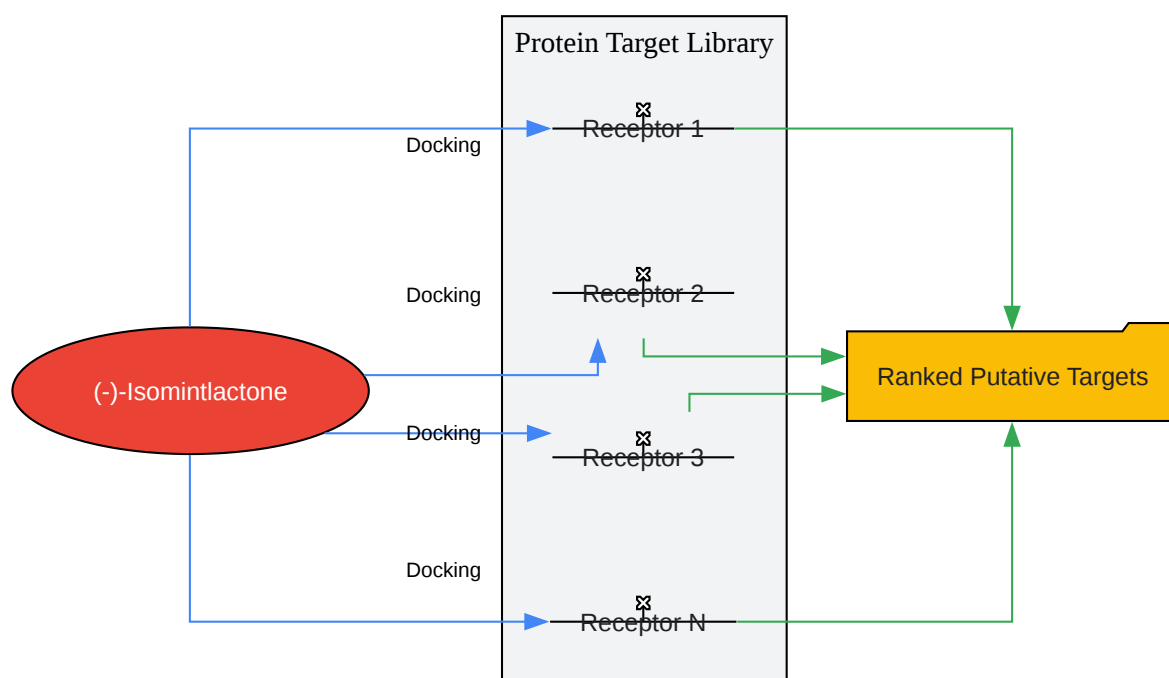 Protein Target Library
Docking
Receptor 1
Docking
Receptor 2
(-)-Isomintlactone
Ranked Putative Targets
Docking
Receptor 3
Docking
Receptor N